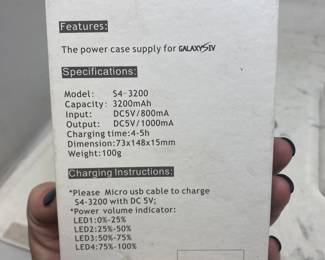 Features:
The power case supply for GALAXY SIV
Specifications:
Model: S4-3200
Capacity: 3200mAh
Input: DC5V/800mA
Output: DC5V/1000mA
Charging time:4-5h
Dimension:73x148x15mm
Weight:100g
Charging Instructions:
*Please Micro usb cable to charge
S4-3200 with DC 5V;
*Power volume indicator:
LED1:0%-25%
LED2:25%-50%
LED3:50%-75%
LED4:75%-100%